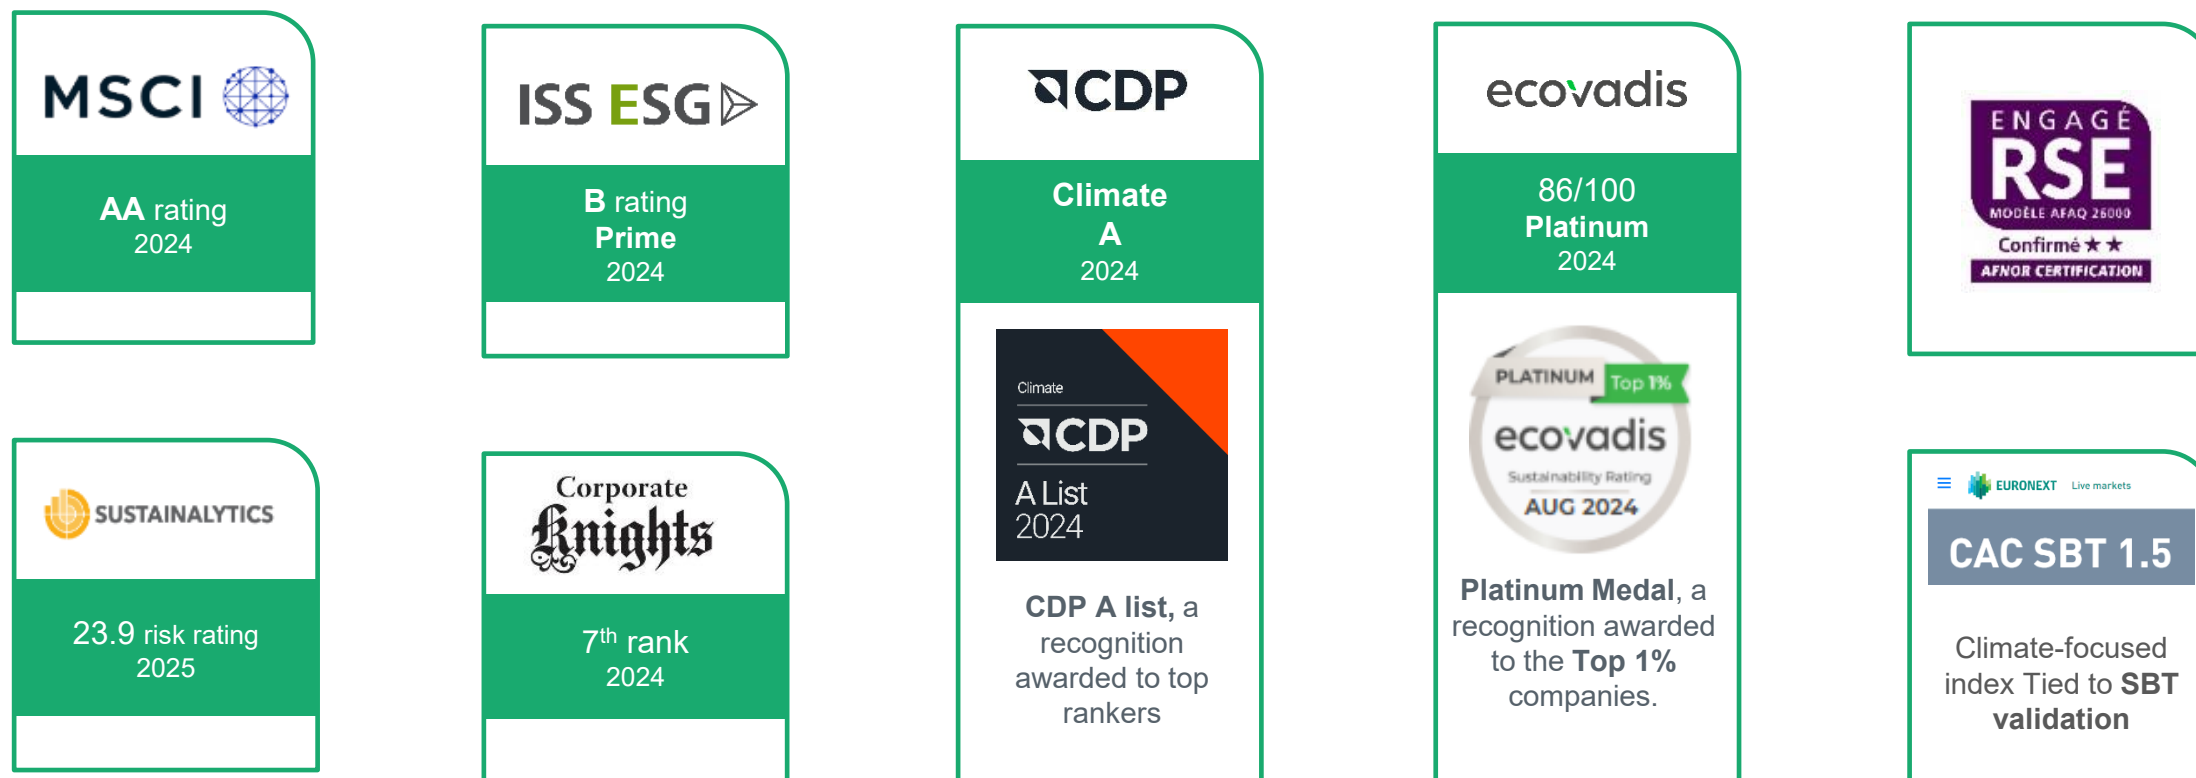 MSCI
AA rating
2024
ISS ESG
B rating
Prime
2024
CDP
Climate
A
2024
Climate
CDP
A List
2024
CDP A list, a
recognition
awarded to top
rankers
ecovadis
86/100
Platinum
2024
PLATINUM
Top 1%
ecovadis
Sustainability Rating
AUG 2024
Platinum Medal, a
recognition awarded
to the Top 1%
companies.
ENGAGÉ
RSE
MODÈLE AFAQ 26000
Confirmé ★ ★
AFNOR CERTIFICATION
SUSTAINALYTICS
23.9 risk rating
2025
Corporate
Knights
7th rank
2024
EURONEXT Live markets
CAC SBT 1.5
Climate-focused
index Tied to SBT
validation